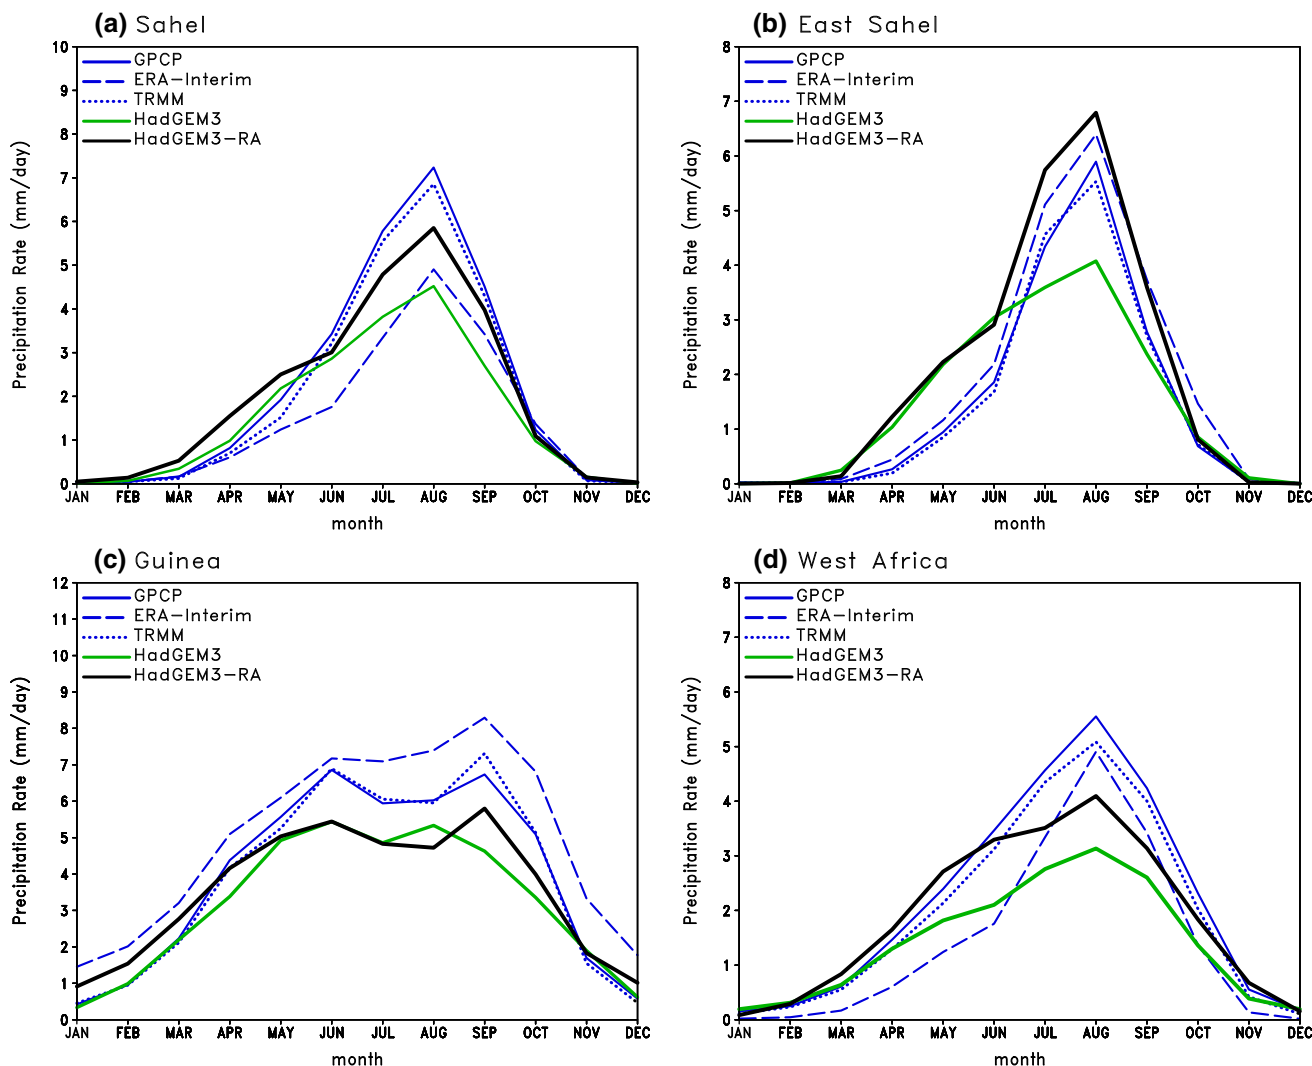 (a) Sahel
10
9
8
7
6
5
4
3
2
1
0
Precipitation Rate (mm/day)
GPCP
ERA-Interim
TRMM
HadGEM3
HadGEM3-RA
JAN FEB MAR APR MAY JUN JUL AUG SEP OCT NOV DEC
month
(b) East Sahel
8
7
6
5
4
3
2
1
0
Precipitation Rate (mm/day)
GPCP
ERA-Interim
TRMM
HadGEM3
HadGEM3-RA
JAN FEB MAR APR MAY JUN JUL AUG SEP OCT NOV DEC
month
(c) Guinea
12
11
10
9
8
7
6
5
4
3
2
1
0
Precipitation Rate (mm/day)
GPCP
ERA-Interim
TRMM
HadGEM3
HadGEM3-RA
JAN FEB MAR APR MAY JUN JUL AUG SEP OCT NOV DEC
month
(d) West Africa
8
7
6
5
4
3
2
1
0
Precipitation Rate (mm/day)
GPCP
ERA-Interim
TRMM
HadGEM3
HadGEM3-RA
JAN FEB MAR APR MAY JUN JUL AUG SEP OCT NOV DEC
month